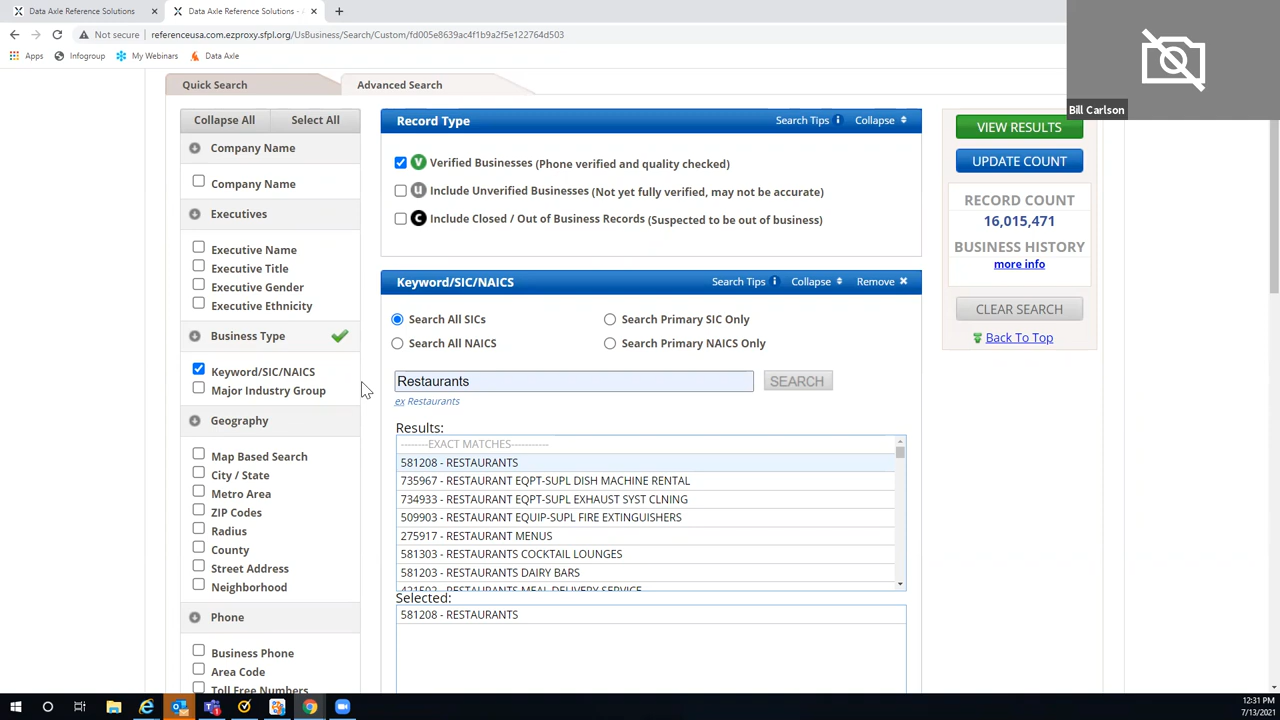 Data Axle Reference Solutions
Data Axle Reference Solutions -
Not secure
referenceusa.com.ezproxy.sfpl.org/UsBusiness/Search/Custom/fd005e8639ac4f1b9a2f5e122764d503
Apps
Infogroup
My Webinars
Data Axle
Bill Carlson
Quick Search
Advanced Search
Collapse All
Select All
Company Name
Company Name
Executives
Executive Name
Executive Title
Executive Gender
Executive Ethnicity
Business Type
Keyword/SIC/NAICS
Major Industry Group
Geography
Map Based Search
City / State
Metro Area
ZIP Codes
Radius
County
Street Address
Neighborhood
Phone
Business Phone
Area Code
Toll Free Numbers
Record Type
Search Tips i
Collapse
V Verified Businesses (Phone verified and quality checked)
u Include Unverified Businesses (Not yet fully verified, may not be accurate)
C Include Closed / Out of Business Records (Suspected to be out of business)
Keyword/SIC/NAICS
Search Tips i
Collapse
Remove
Search All SICs
Search Primary SIC Only
Search All NAICS
Search Primary NAICS Only
Restaurants
SEARCH
ex Restaurants
Results:
--------EXACT MATCHES-----------
581208 - RESTAURANTS
735967 - RESTAURANT EQPT-SUPL DISH MACHINE RENTAL
734933 - RESTAURANT EQPT-SUPL EXHAUST SYST CLNING
509903 - RESTAURANT EQUIP-SUPL FIRE EXTINGUISHERS
275917 - RESTAURANT MENUS
581303 - RESTAURANTS COCKTAIL LOUNGES
581203 - RESTAURANTS DAIRY BARS
421502 - RESTAURANTS MEAL DELIVERY SERVICE
Selected:
581208 - RESTAURANTS
VIEW RESULTS
UPDATE COUNT
RECORD COUNT
16,015,471
BUSINESS HISTORY
more info
CLEAR SEARCH
Back To Top
12:31 PM
7/13/2021